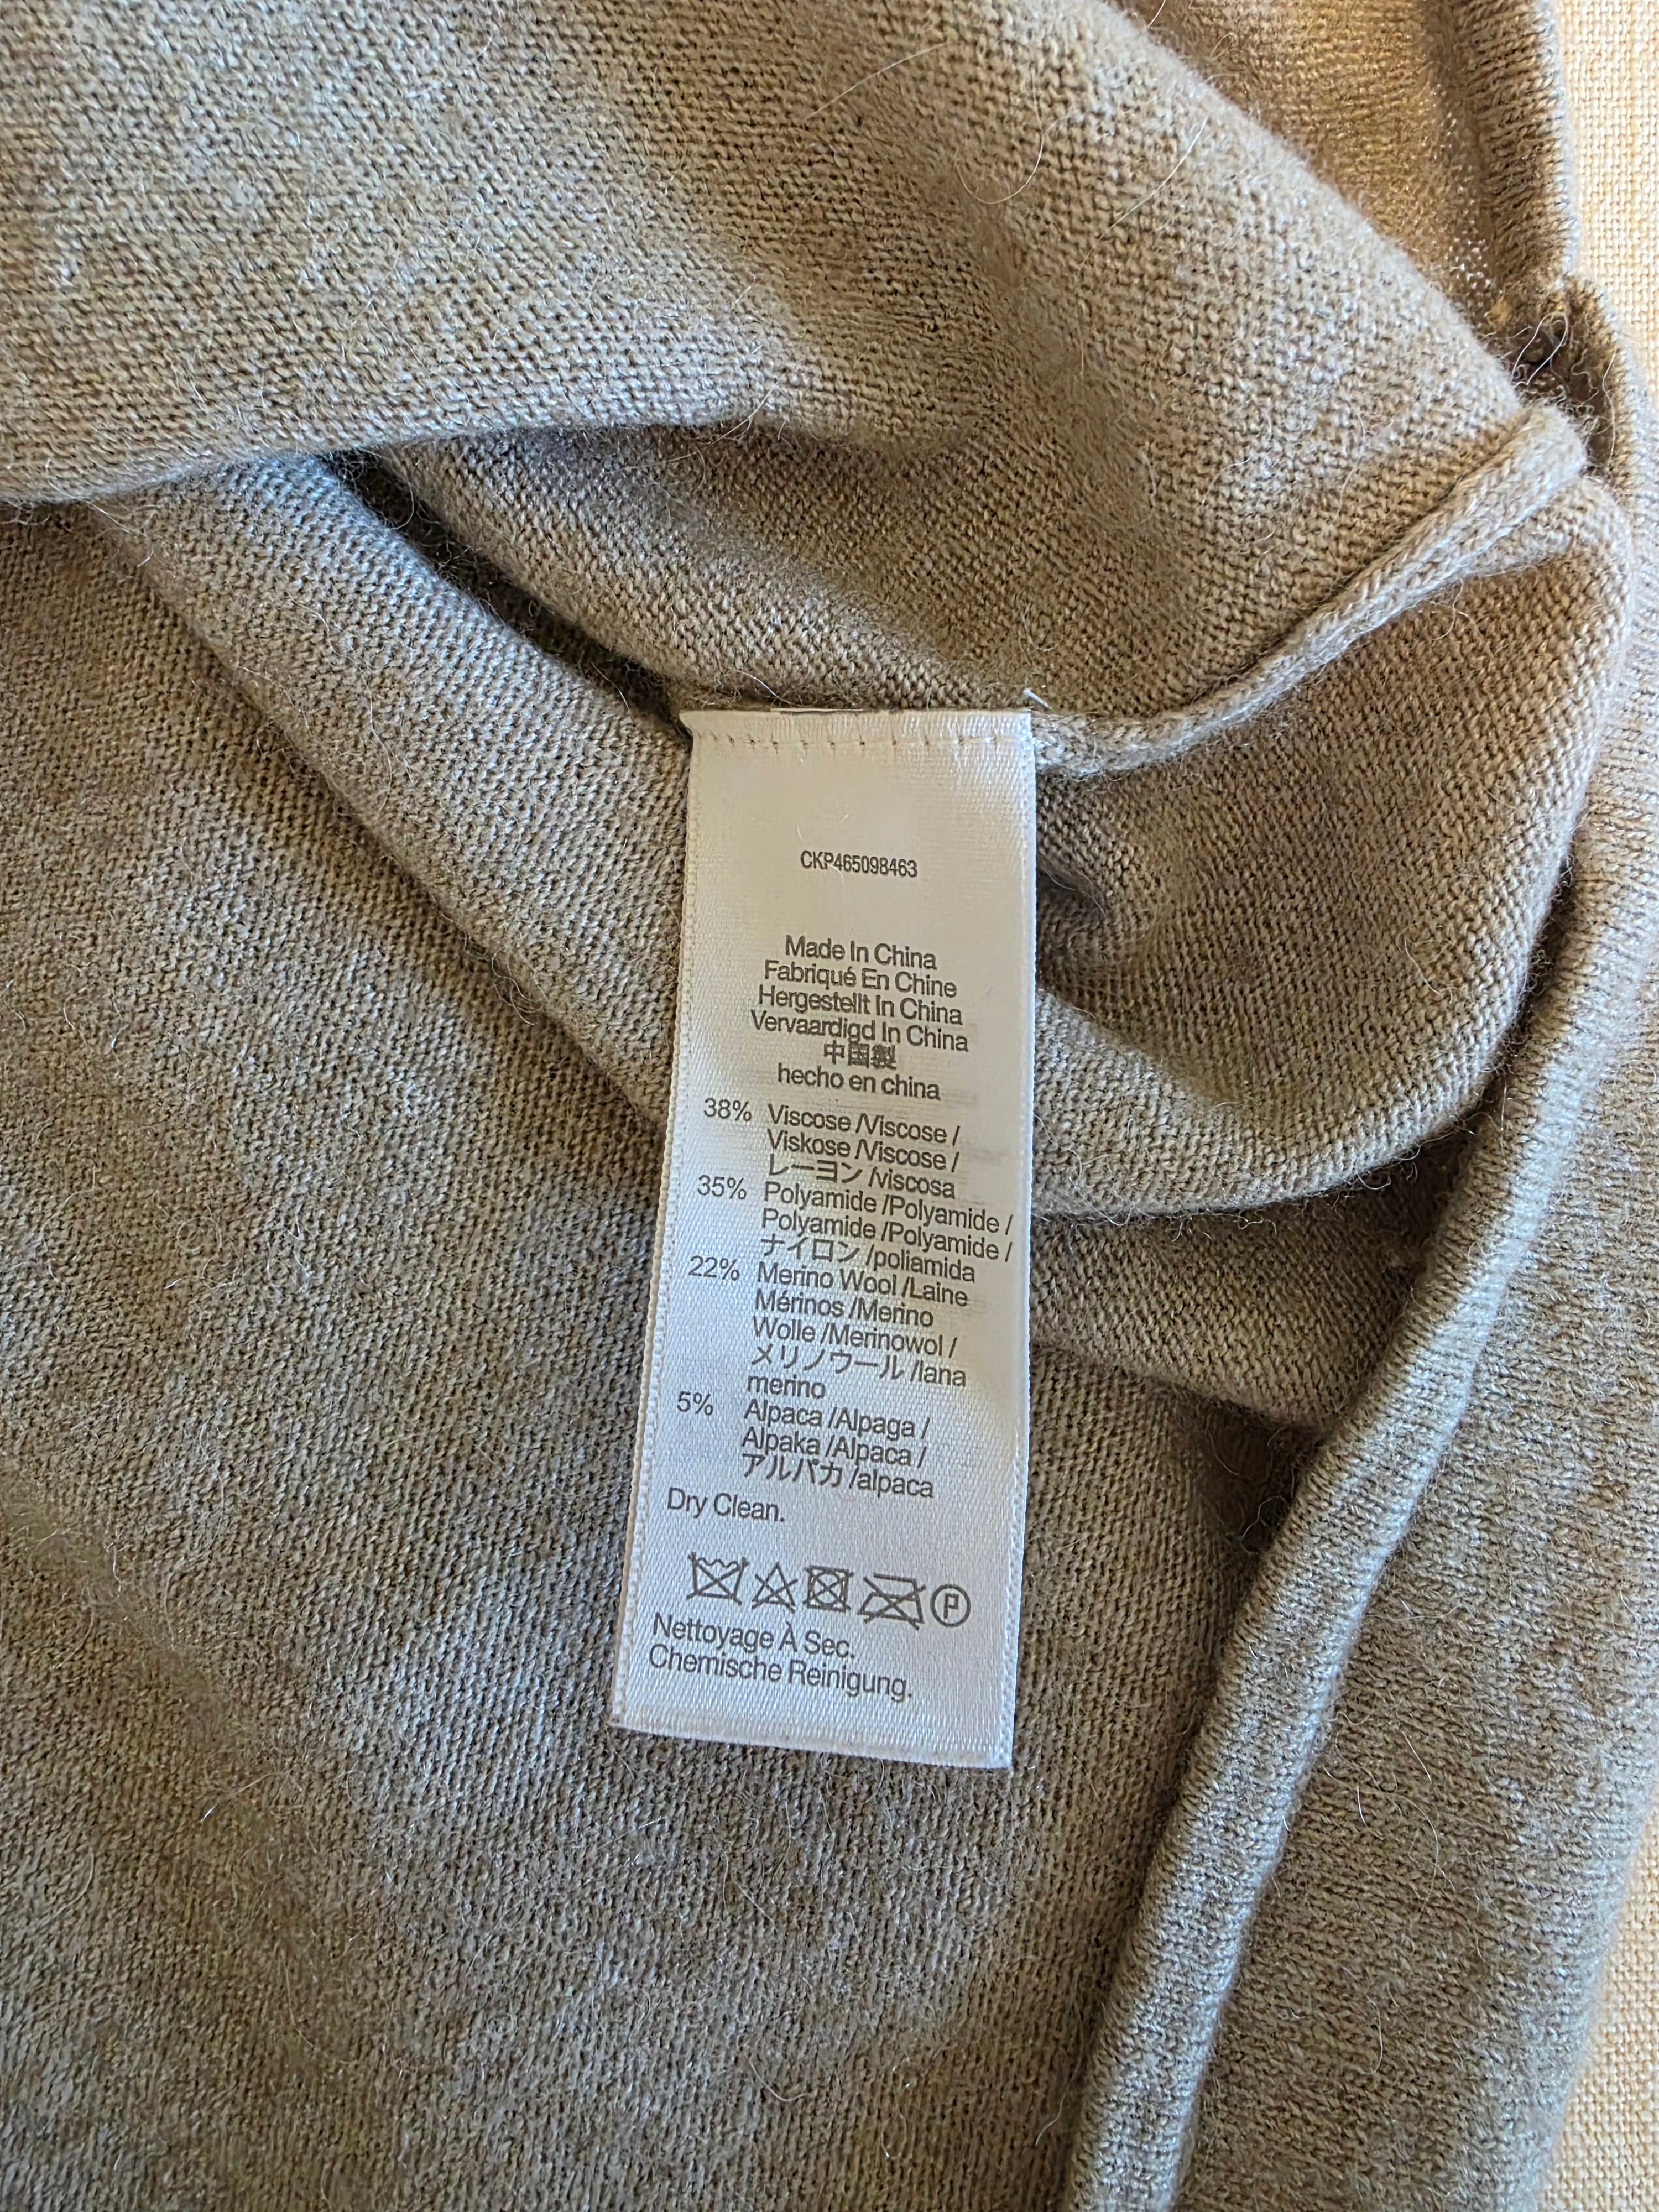 CKP465098463
Made In China
Fabriqué En Chine
Hergestellt In China
Vervaardigd In China
中国製
hecho en china
38% Viscose /Viscose /
Viskose /Viscose /
レーヨン /viscosa
35% Polyamide /Polyamide /
Polyamide /Polyamide /
ナイロン /poliamida
22% Merino Wool /Laine
Mérinos /Merino
Wolle /Merinowol /
メリノウール /lana
merino
5% Alpaca /Alpaga /
Alpaka /Alpaca /
アルパカ /alpaca
Dry Clean.
P
Nettoyage À Sec.
Chemische Reinigung.